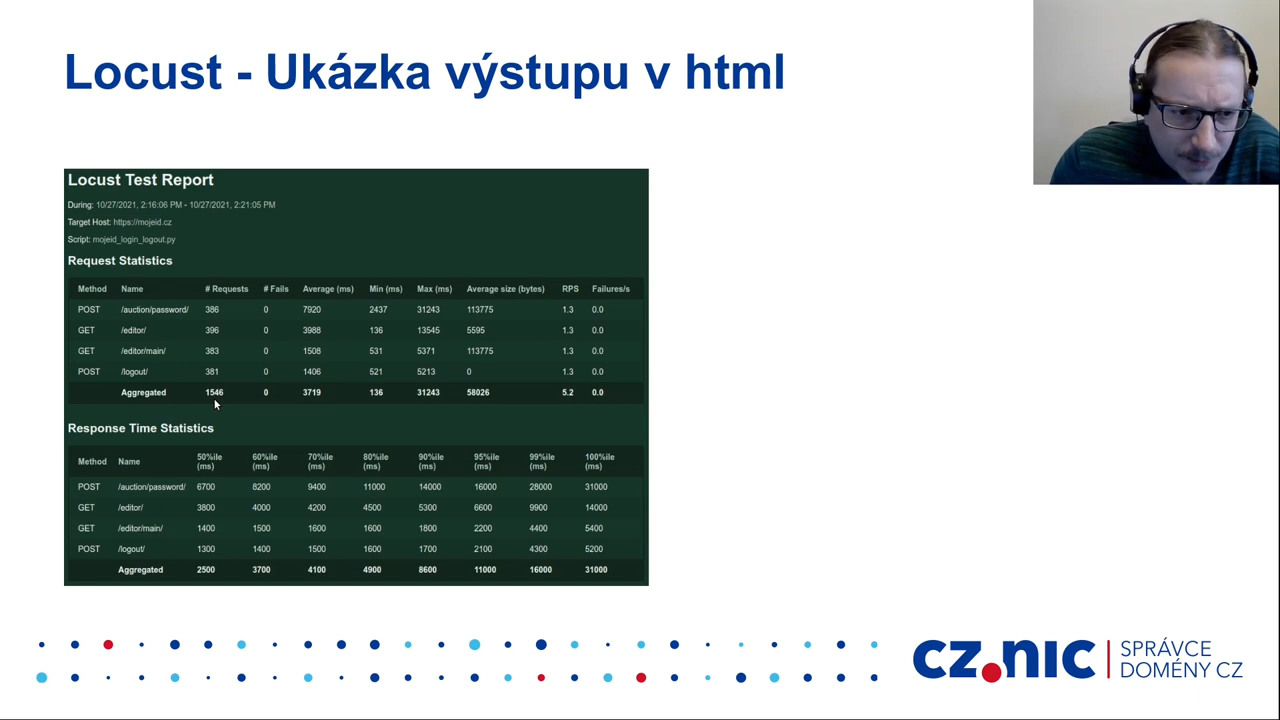 Locust - Ukázka výstupu v html
Locust Test Report
During: 10/27/2021, 2:16:06 PM - 10/27/2021, 2:21:05 PM
Target Host: https://mojeid.cz
Script: mojeid_login_logout.py
Request Statistics
Method Name # Requests # Fails Average (ms) Min (ms) Max (ms) Average size (bytes) RPS Failures/s
POST /auction/password/ 386 0 7920 2437 31243 113775 1.3 0.0
GET /editor/ 396 0 3988 136 13545 5595 1.3 0.0
GET /editor/main/ 383 0 1508 531 5371 113775 1.3 0.0
POST /logout/ 381 0 1406 521 5213 0 1.3 0.0
Aggregated 1546 0 3719 136 31243 58026 5.2 0.0
Response Time Statistics
Method Name 50%ile (ms) 60%ile (ms) 70%ile (ms) 80%ile (ms) 90%ile (ms) 95%ile (ms) 99%ile (ms) 100%ile (ms)
POST /auction/password/ 6700 8200 9400 11000 14000 16000 28000 31000
GET /editor/ 3800 4000 4200 4500 5300 6600 9900 14000
GET /editor/main/ 1400 1500 1600 1600 1800 2200 4400 5400
POST /logout/ 1300 1400 1500 1600 1700 2100 4300 5200
Aggregated 2500 3700 4100 4900 8600 11000 16000 31000
CZ.NIC
SPRÁVCE
DOMÉNY CZ